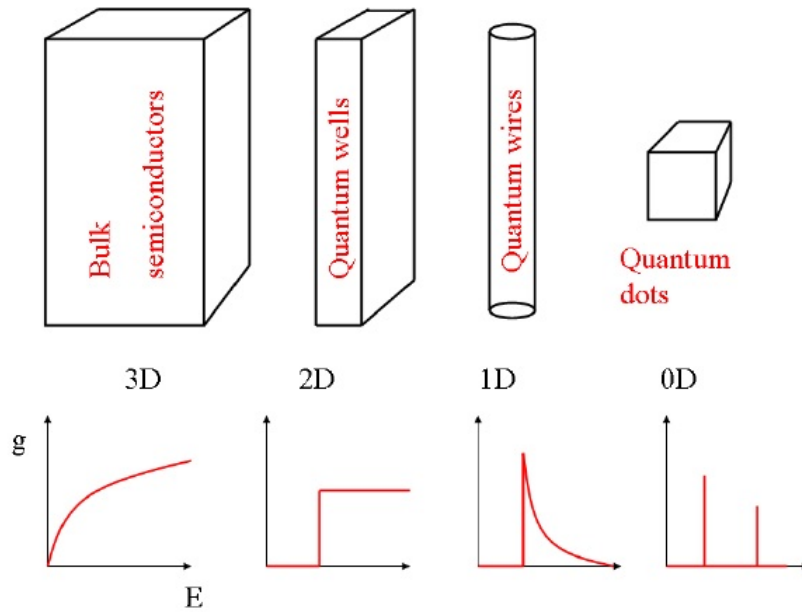 Bulk
semiconductors
Quantum wells
Quantum wires
Quantum
dots
3D
2D
1D
0D
g
E